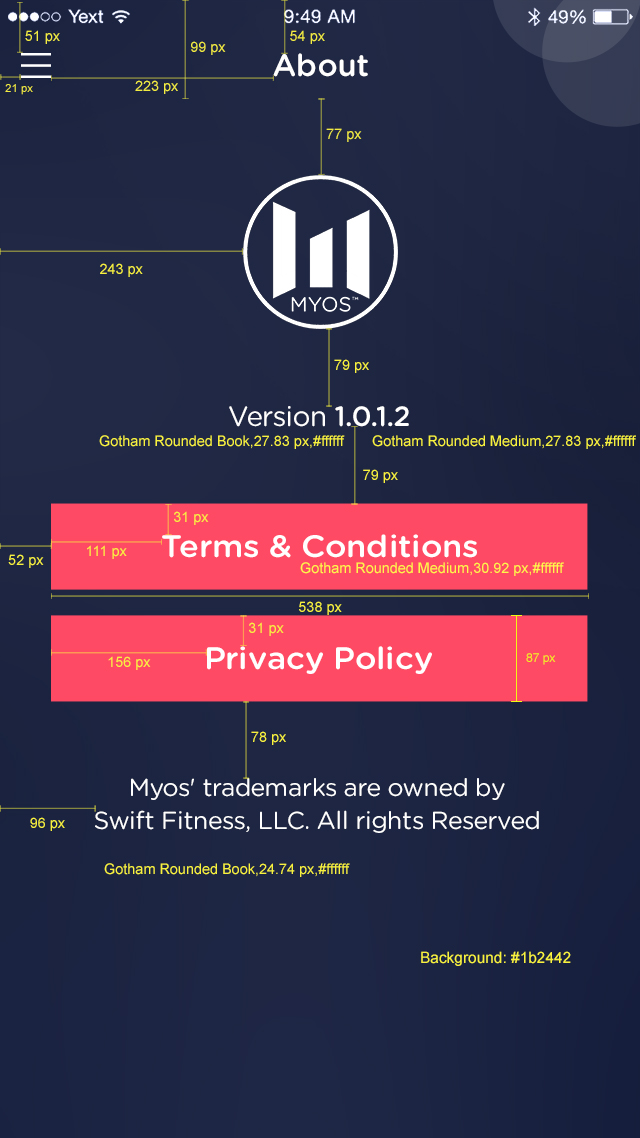 Yext 9:49 AM 49%
51 px
99 px
54 px
About
21 px
223 px
77 px
243 px
MYOS™
79 px
Version 1.0.1.2
Gotham Rounded Book,27.83 px,#ffffff Gotham Rounded Medium,27.83 px,#ffffff
79 px
31 px
Terms & Conditions
111 px
52 px
Gotham Rounded Medium,30.92 px,#ffffff
538 px
31 px
Privacy Policy
156 px
87 px
78 px
Myos' trademarks are owned by
Swift Fitness, LLC. All rights Reserved
96 px
Gotham Rounded Book,24.74 px,#ffffff
Background: #1b2442